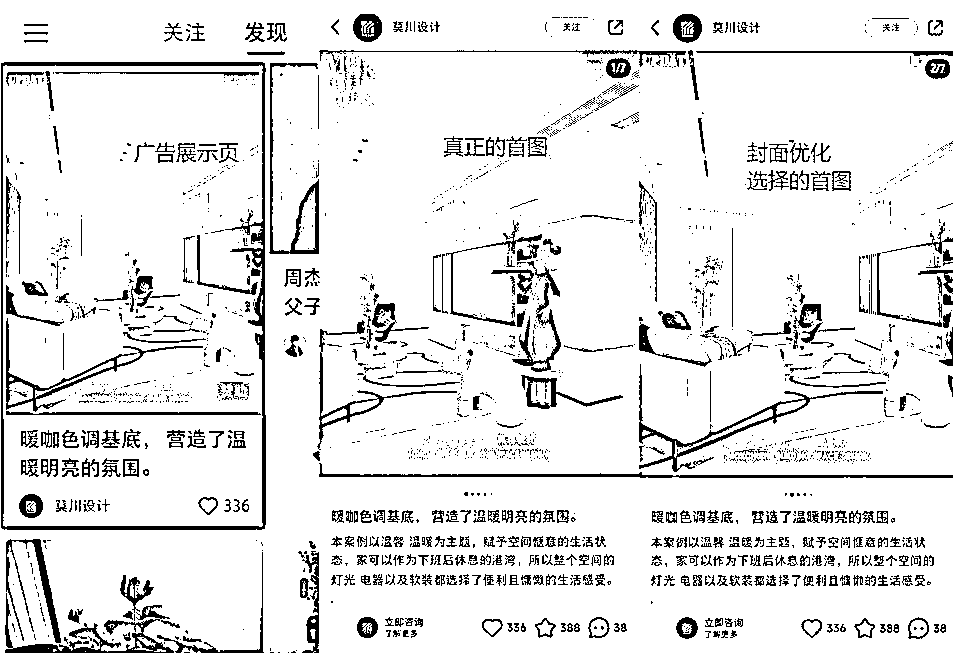 关注 发现
广告展示页
赞助
暖咖色调基底，营造了温
暖明亮的氛围。
莫川设计
336
周杰
父子
莫川设计
关注
1/7
真正的首图
暖咖色调基底，营造了温暖明亮的氛围。
本案例以温馨 温暖为主题，赋予空间惬意的生活状
态，家可以作为下班后休息的港湾，所以整个空间的
灯光 电器以及软装都选择了便利且慵懒的生活感受。
立即咨询
了解更多
336 388 38
莫川设计
关注
2/7
封面优化
选择的首图
暖咖色调基底，营造了温暖明亮的氛围。
本案例以温馨 温暖为主题，赋予空间惬意的生活状
态，家可以作为下班后休息的港湾，所以整个空间的
灯光 电器以及软装都选择了便利且慵懒的生活感受。
立即咨询
了解更多
336 388 38